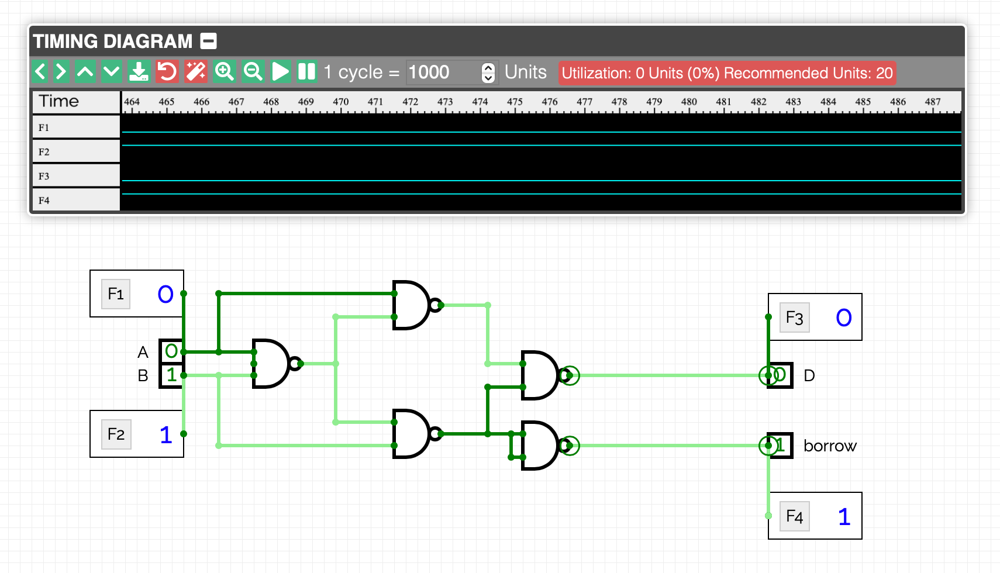 TIMING DIAGRAM
1 cycle = 1000 Units Utilization: 0 Units (0%) Recommended Units: 20
Time 464 465 466 467 468 469 470 471 472 473 474 475 476 477 478 479 480 481 482 483 484 485 486 487
F1
F2
F3
F4
F1 0
F3 0
A 0
B 1
0 D
F2 1
1 borrow
F4 1